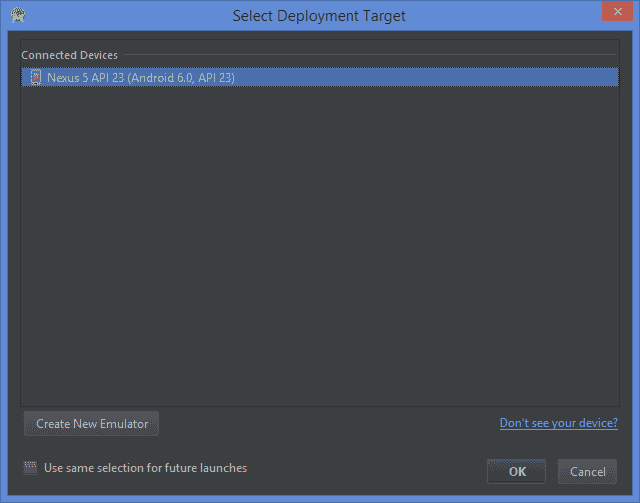 Select Deployment Target
Connected Devices
Nexus 5 API 23 (Android 6.0, API 23)
Create New Emulator
Don't see your device?
Use same selection for future launches
OK
Cancel